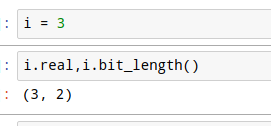 : i = 3
: i.real,i.bit_length()
: (3, 2)